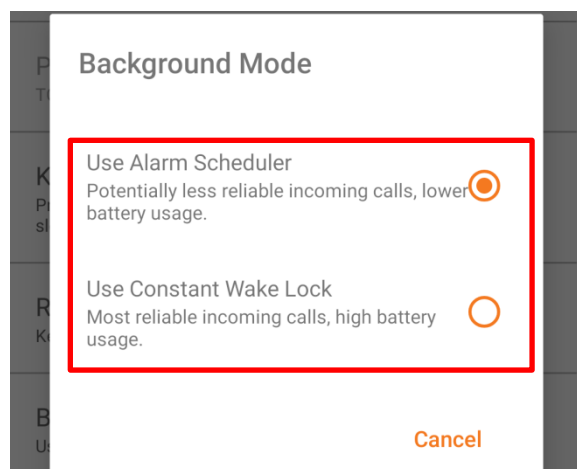 Background Mode
Use Alarm Scheduler
Potentially less reliable incoming calls, lower
battery usage.
Use Constant Wake Lock
Most reliable incoming calls, high battery
usage.
Cancel